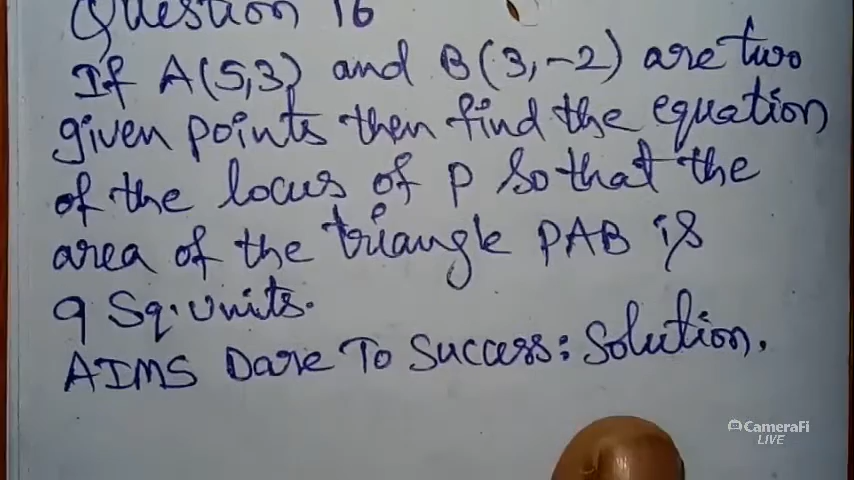 Question 16
If A(5,3) and B(3,-2) are two
given points then find the equation
of the locus of P so that the
area of the triangle PAB is
9 Sq.units.
AIMS Dare To Success: Solution.
CameraFi
LIVE